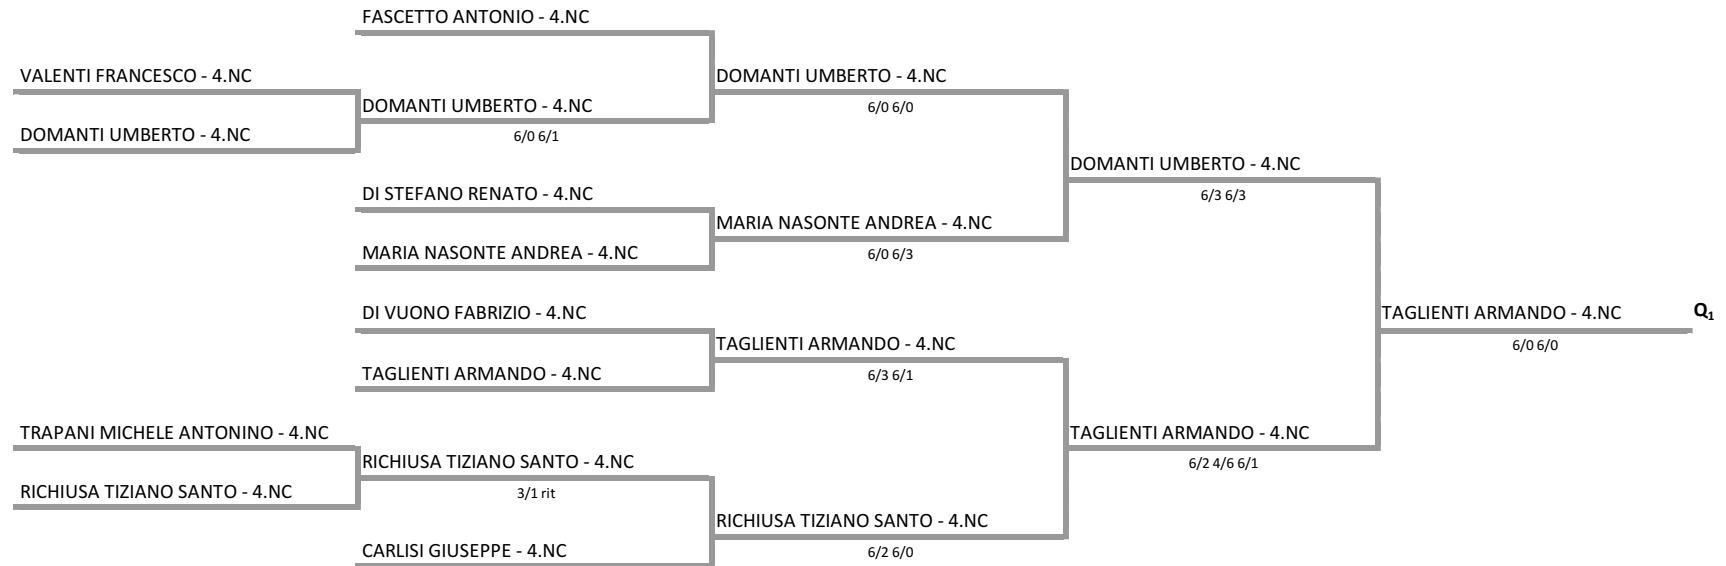 FASCETTO ANTONIO - 4.NC
VALENTI FRANCESCO - 4.NC
DOMANTI UMBERTO - 4.NC
DOMANTI UMBERTO - 4.NC
6/0 6/0
DOMANTI UMBERTO - 4.NC
6/0 6/1
DOMANTI UMBERTO - 4.NC
6/3 6/3
DI STEFANO RENATO - 4.NC
MARIA NASONTE ANDREA - 4.NC
6/0 6/3
MARIA NASONTE ANDREA - 4.NC
DI VUONO FABRIZIO - 4.NC
TAGLIENTI ARMANDO - 4.NC
Q1
6/0 6/0
TAGLIENTI ARMANDO - 4.NC
6/3 6/1
TAGLIENTI ARMANDO - 4.NC
TRAPANI MICHELE ANTONINO - 4.NC
TAGLIENTI ARMANDO - 4.NC
6/2 4/6 6/1
RICHIUSA TIZIANO SANTO - 4.NC
3/1 rit
RICHIUSA TIZIANO SANTO - 4.NC
RICHIUSA TIZIANO SANTO - 4.NC
6/2 6/0
CARLISI GIUSEPPE - 4.NC